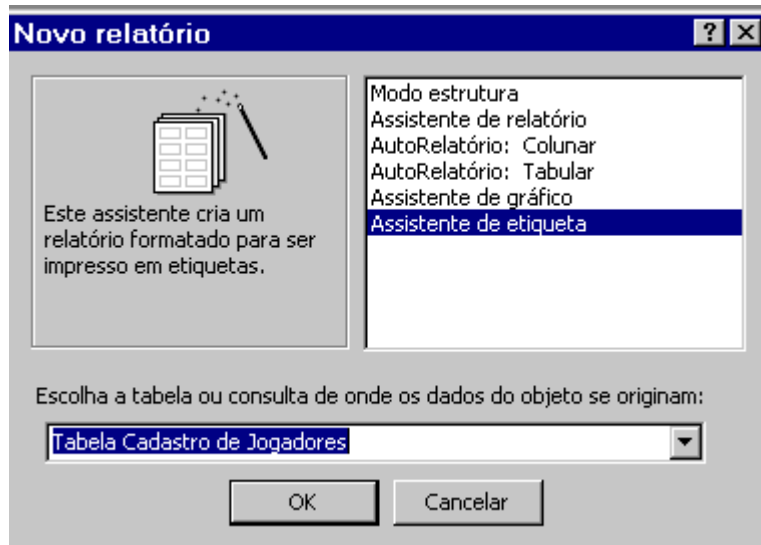 Novo relatório
Este assistente cria um
relatório formatado para ser
impresso em etiquetas.
Modo estrutura
Assistente de relatório
AutoRelatório: Colunar
AutoRelatório: Tabular
Assistente de gráfico
Assistente de etiqueta
Escolha a tabela ou consulta de onde os dados do objeto se originam:
Tabela Cadastro de Jogadores
OK
Cancelar